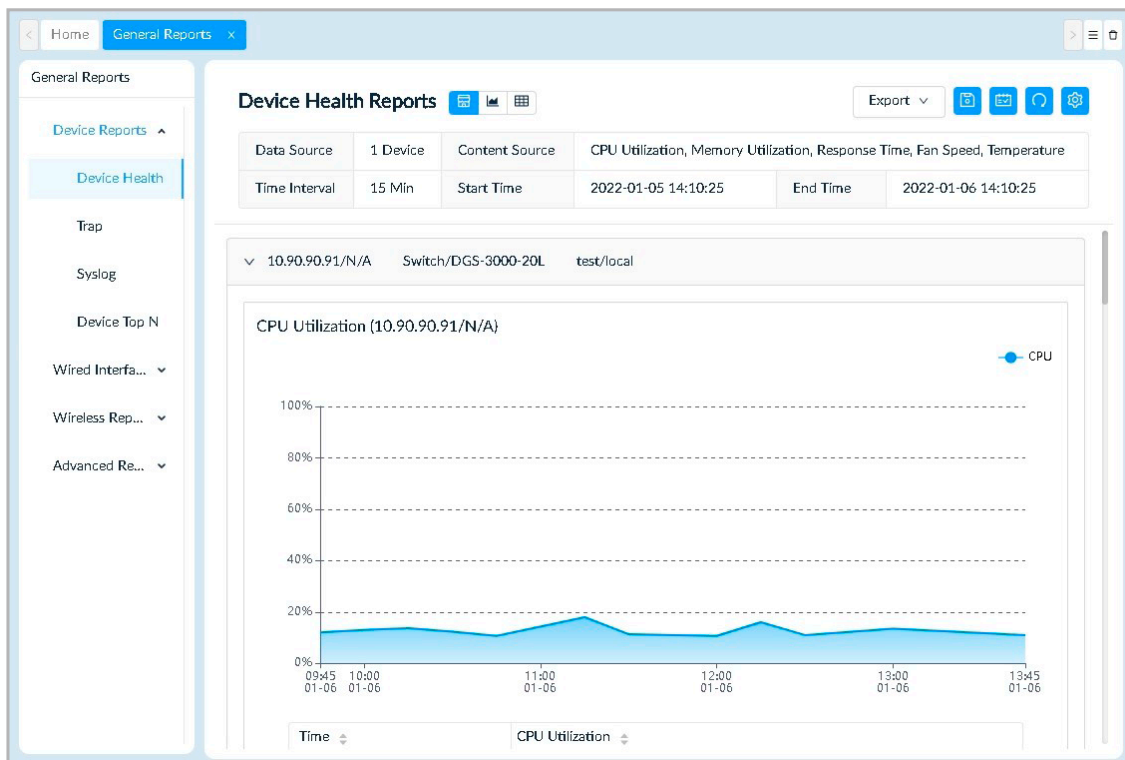 Home General Reports x
General Reports
Device Reports
Device Health
Trap
Syslog
Device Top N
Wired Interfa...
Wireless Rep...
Advanced Re...
Device Health Reports Export
Data Source 1 Device Content Source CPU Utilization, Memory Utilization, Response Time, Fan Speed, Temperature
Time Interval 15 Min Start Time 2022-01-05 14:10:25 End Time 2022-01-06 14:10:25
10.90.90.91/N/A Switch/DGS-3000-20L test/local
CPU Utilization (10.90.90.91/N/A)
CPU
100%
80%
60%
40%
20%
0%
09:45 10:00 11:00 12:00 13:00 13:45
01-06 01-06 01-06 01-06 01-06 01-06
Time CPU Utilization